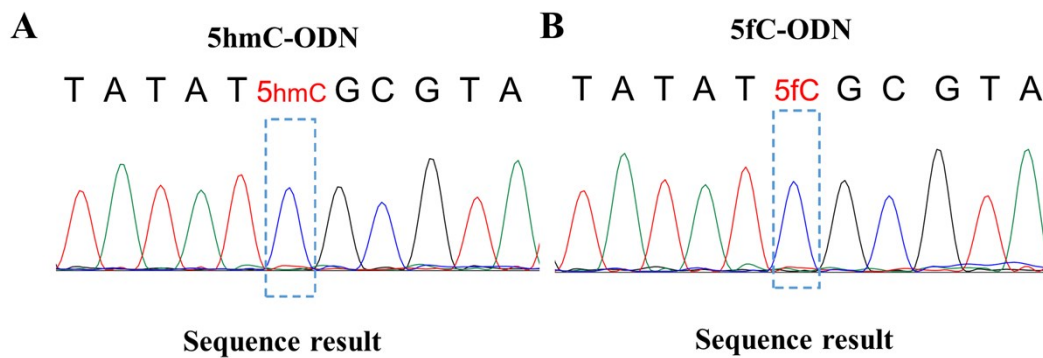 A
5hmC-ODN
T A T A T 5hmC G C G T A
Sequence result
B
5fC-ODN
T A T A T 5fC G C G T A
Sequence result